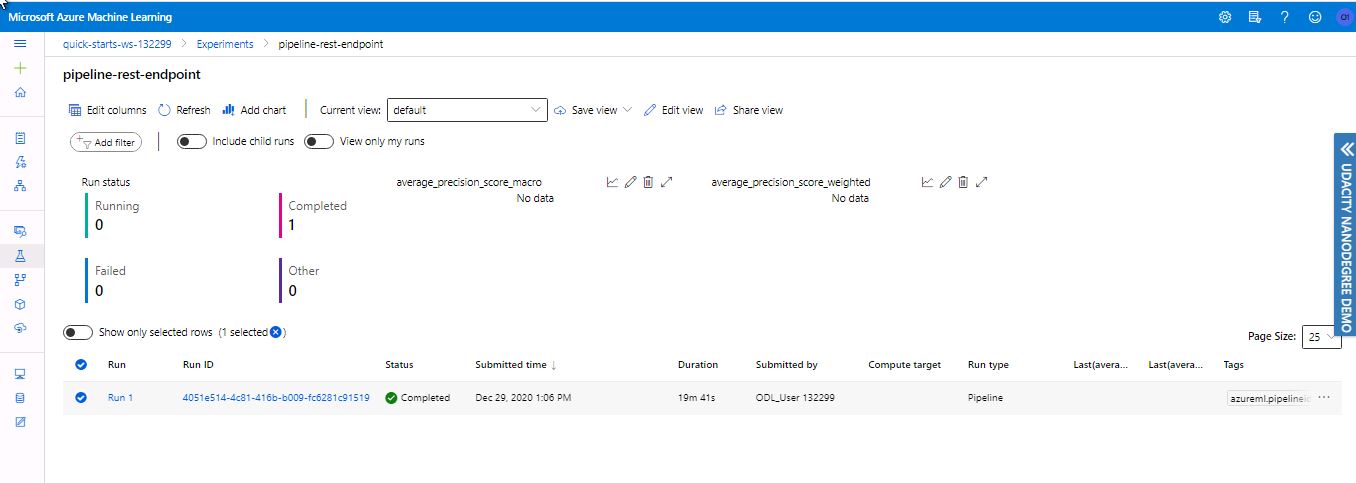 Microsoft Azure Machine Learning
quick-starts-ws-132299 > Experiments > pipeline-rest-endpoint
pipeline-rest-endpoint
Edit columns Refresh Add chart Current view: default Save view Edit view Share view
Add filter Include child runs View only my runs
Run status
Running
0
Completed
1
Failed
0
Other
0
average_precision_score_macro
No data
average_precision_score_weighted
No data
UDACITY NANODEGREE DEMO
Show only selected rows (1 selected )
Page Size: 25
Run Run ID Status Submitted time ↓ Duration Submitted by Compute target Run type Last(avera... Last(avera... Tags
Run 1 4051e514-4c81-416b-b009-fc6281c91519 Completed Dec 29, 2020 1:06 PM 19m 41s ODL_User 132299 Pipeline azureml.pipelineic ...